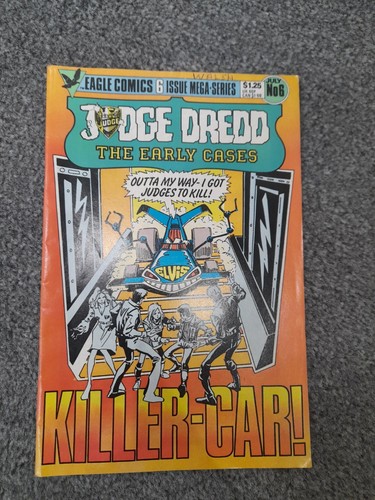 WALSH
EAGLE COMICS 6 ISSUE MEGA-SERIES
$1.25
JULY
No6
JUDGE DREDD
THE EARLY CASES
OUTTA MY WAY - I GOT
JUDGES TO KILL!
ELVIS
KILLER-CAR!